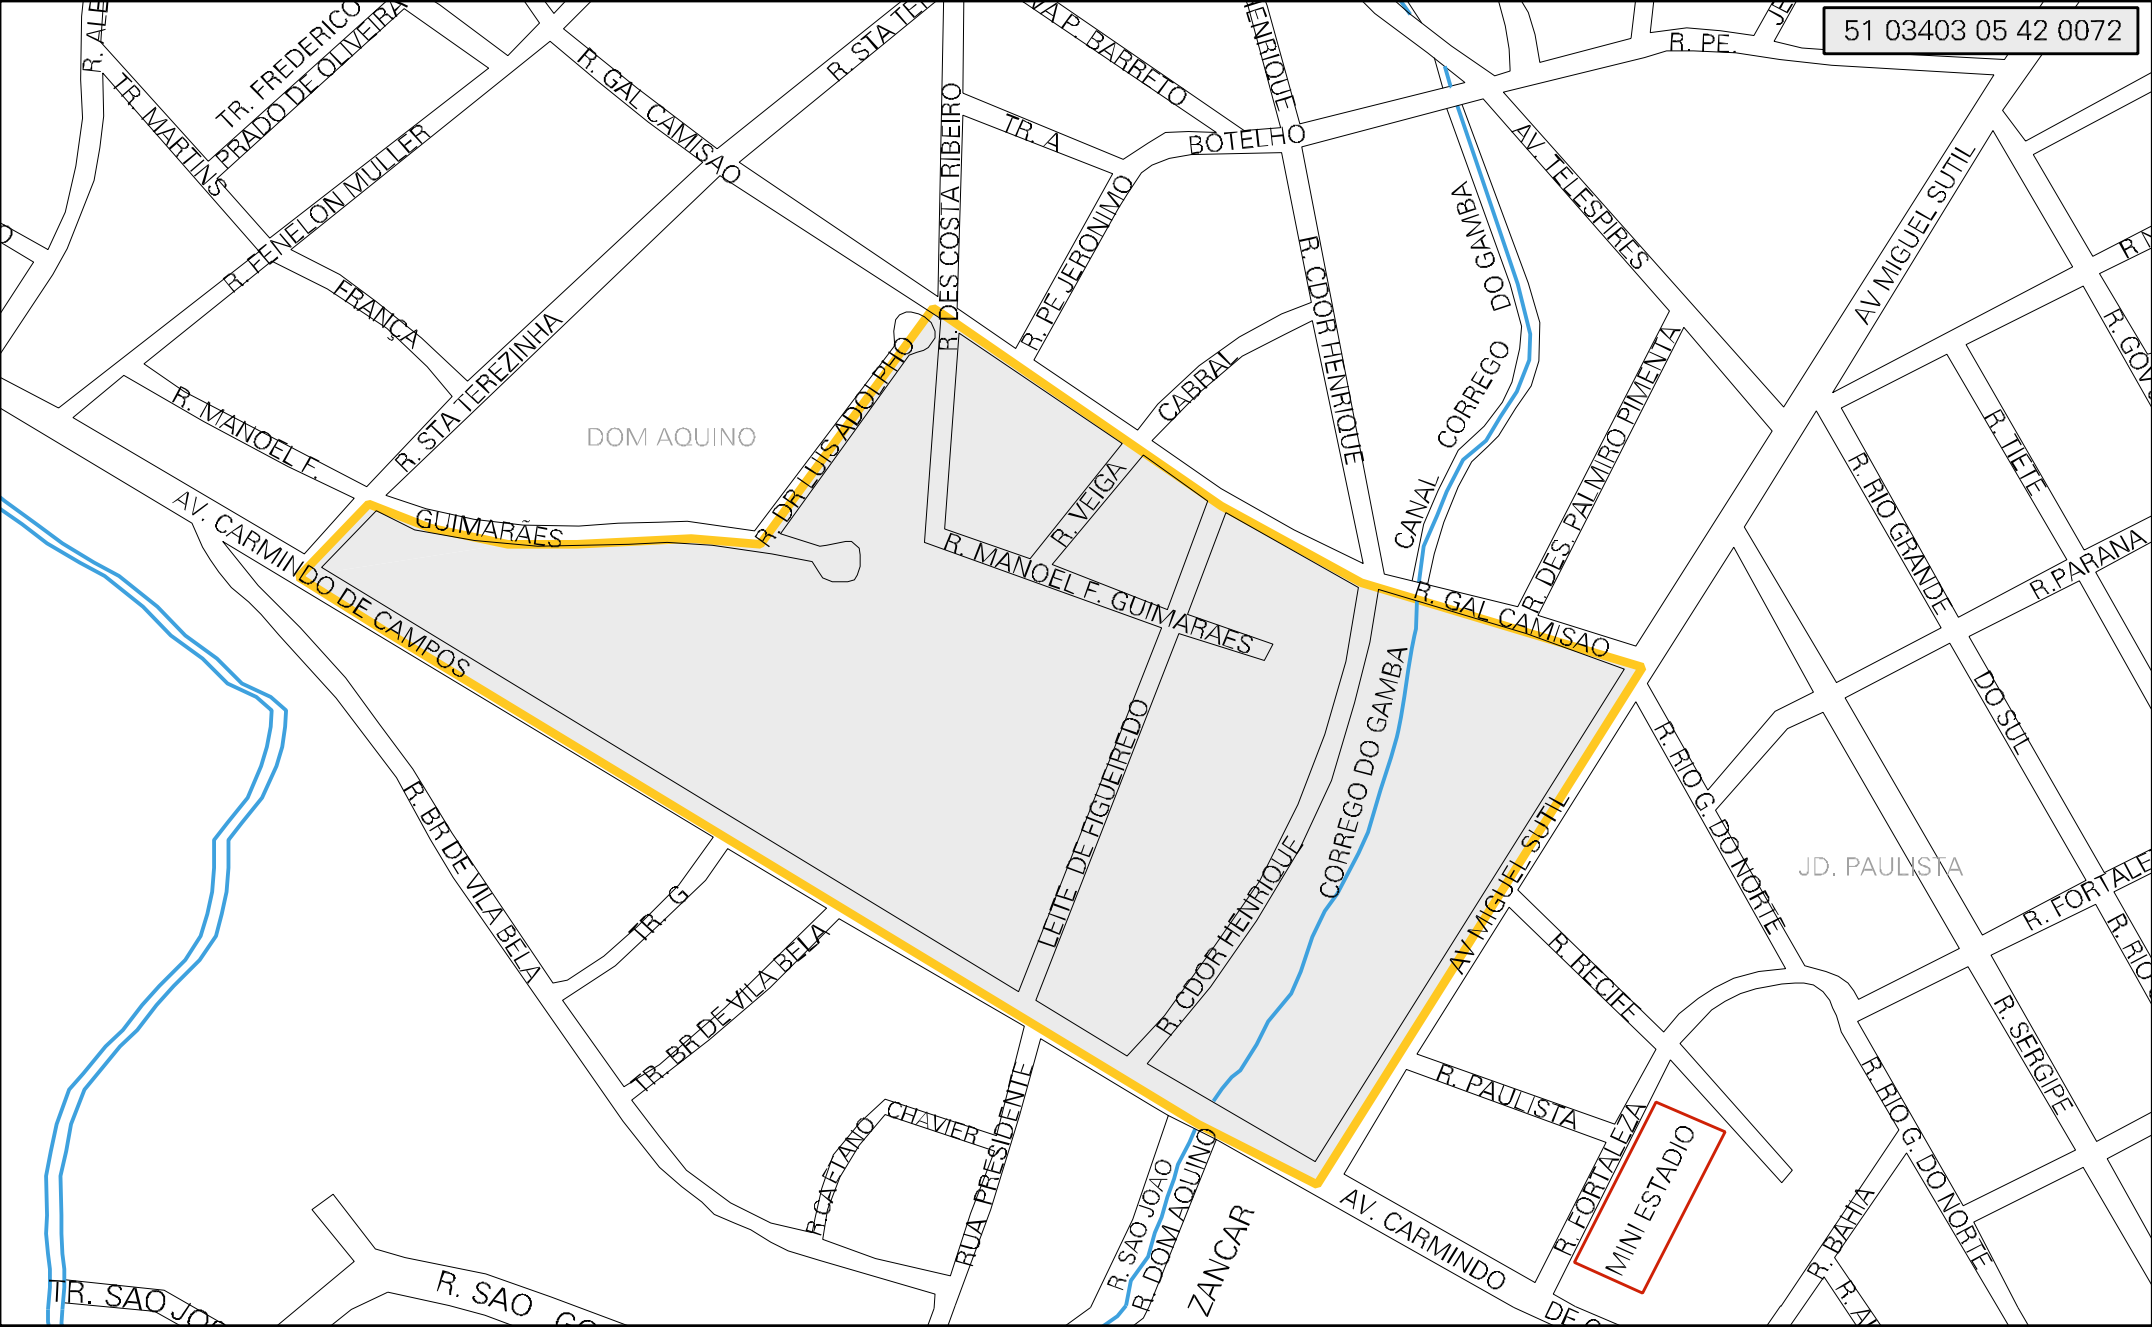 51 03403 05 42 0072
TR. FREDERICO
PRADO DE OLIVEIRA
TR. MARTINS
R. GAL CAMISAO
R. FENELON MULLER
FRANÇA
R. MANOEL F.
R. STA TEREZINHA
R. DES COSTA RIBEIRO
TR. A
BARRETO
R. PE JERONIMO
BOTELHO
HENRIQUE
R. PE.
AV. TELESPIRES
AV MIGUEL SUTIL
R. CDOR HENRIQUE
CABRAL
CANAL CORREGO DO GAMBA
R. DES. PALMIRO PIMENTA
DOM AQUINO
R. DR LUIS ADOLPHO
GUIMARÃES
AV. CARMINDO DE CAMPOS
R. VEIGA
R. MANOEL F. GUIMARAES
R. GAL CAMISAO
LEITE DE FIGUEIREDO
R. CDOR HENRIQUE
CORREGO DO GAMBA
AV MIGUEL SUTIL
R. TIETE
R. RIO GRANDE
DO SUL
R.PARANA
R. RIO G. DO NORTE
JD. PAULISTA
R. RECIFE
R. SERGIPE
R. BR DE VILA BELA
TR. G
TR. BR DE VILA BELA
CHAVIER
R CAETANO
RUA PRESIDENTE
R. SAO JOAO
R. DOM AQUINO
ZANCAR
R. PAULISTA
R. FORTALEZA
MINI ESTADIO
AV. CARMINDO
R. BAHIA
R. RIO G. DO NORTE
TR. SAO
R. SAO